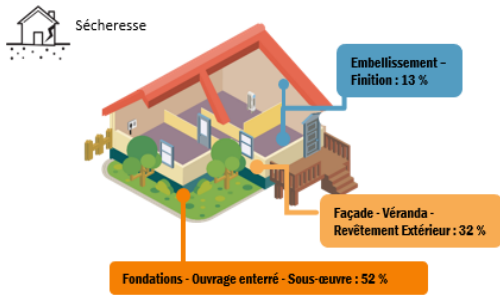 Sécheresse
Embellissement –
Finition : 13 %
Façade - Véranda -
Revêtement Extérieur : 32 %
Fondations - Ouvrage enterré - Sous-œuvre : 52 %